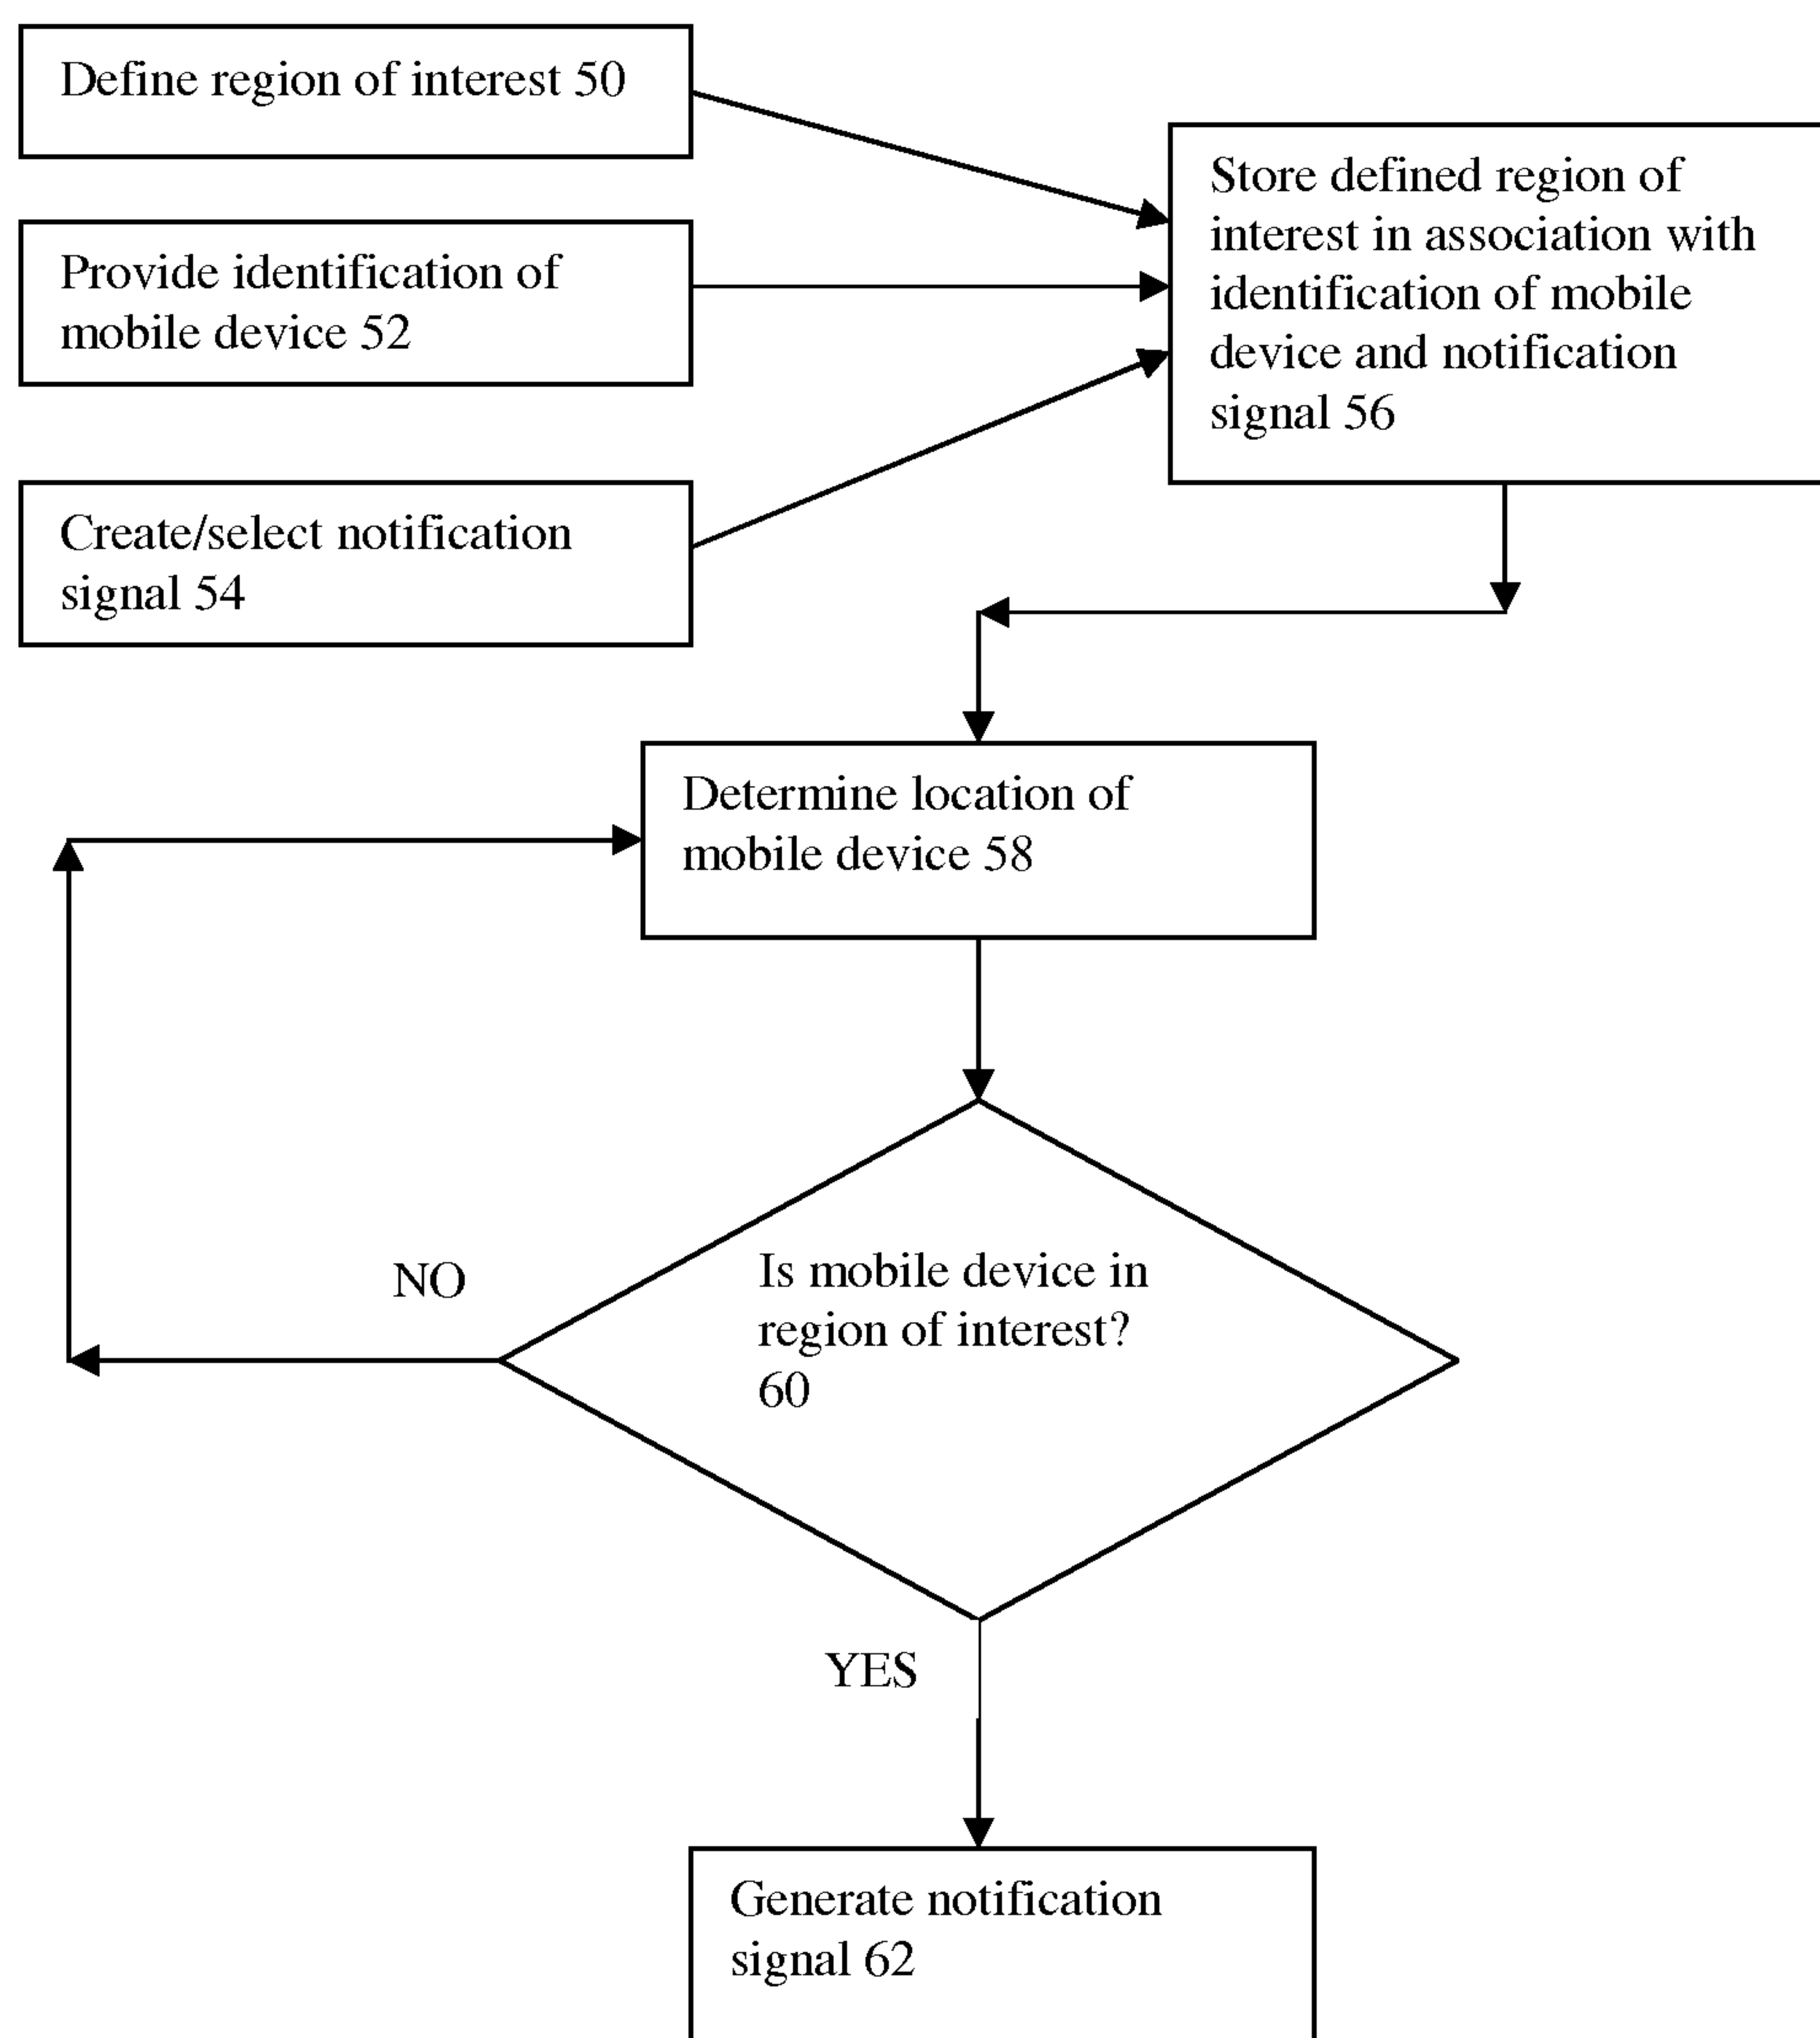 Define region of interest 50
Provide identification of
mobile device 52
Create/select notification
signal 54
Store defined region of
interest in association with
identification of mobile
device and notification
signal 56
Determine location of
mobile device 58
NO
Is mobile device in
region of interest?
60
YES
Generate notification
signal 62